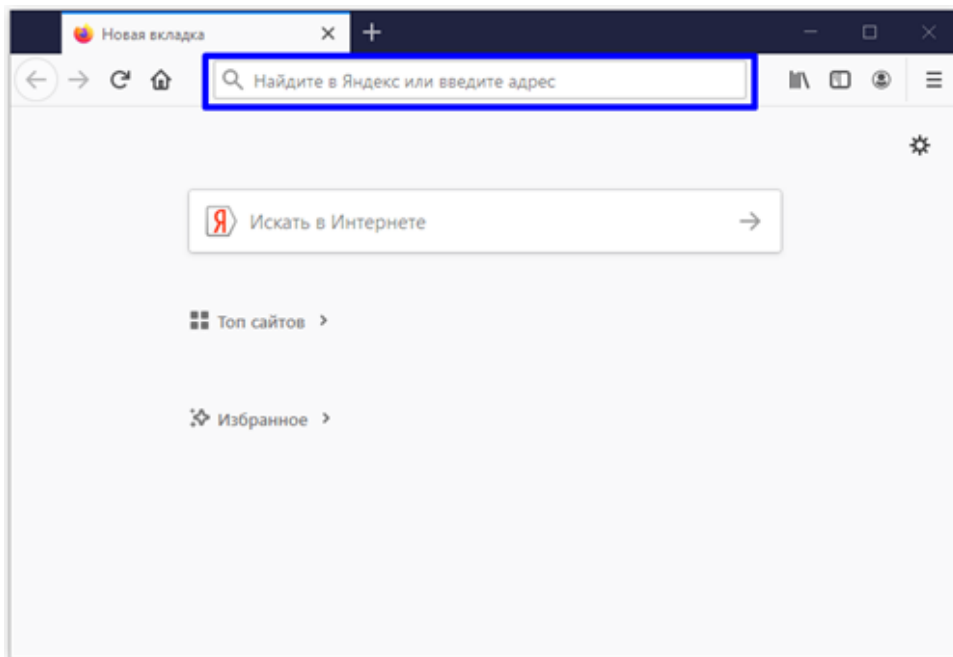 Новая вкладка
Найдите в Яндекс или введите адрес
Я Искать в Интернете
Топ сайтов
Избранное